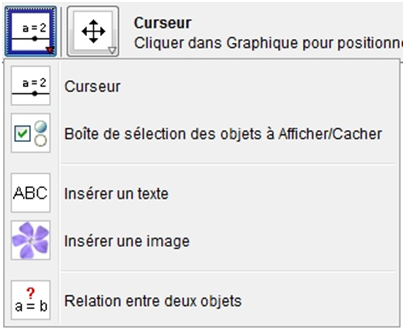 a = 2
Curseur
Cliquer dans Graphique pour positionne
a = 2
Curseur
Boîte de sélection des objets à Afficher/Cacher
ABC
Insérer un texte
Insérer une image
?
a = b
Relation entre deux objets